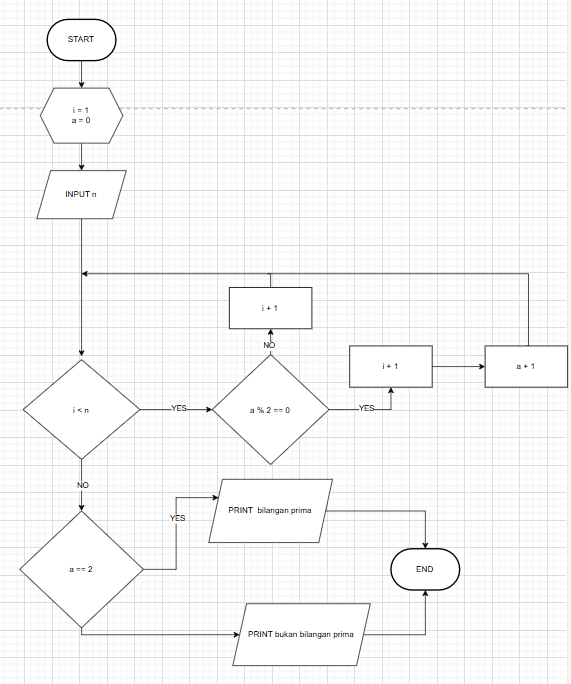 START
i = 1
a = 0
INPUT n
i + 1
NO
i + 1
a + 1
i < n
YES
a % 2 == 0
YES
NO
PRINT bilangan prima
YES
a == 2
END
PRINT bukan bilangan prima